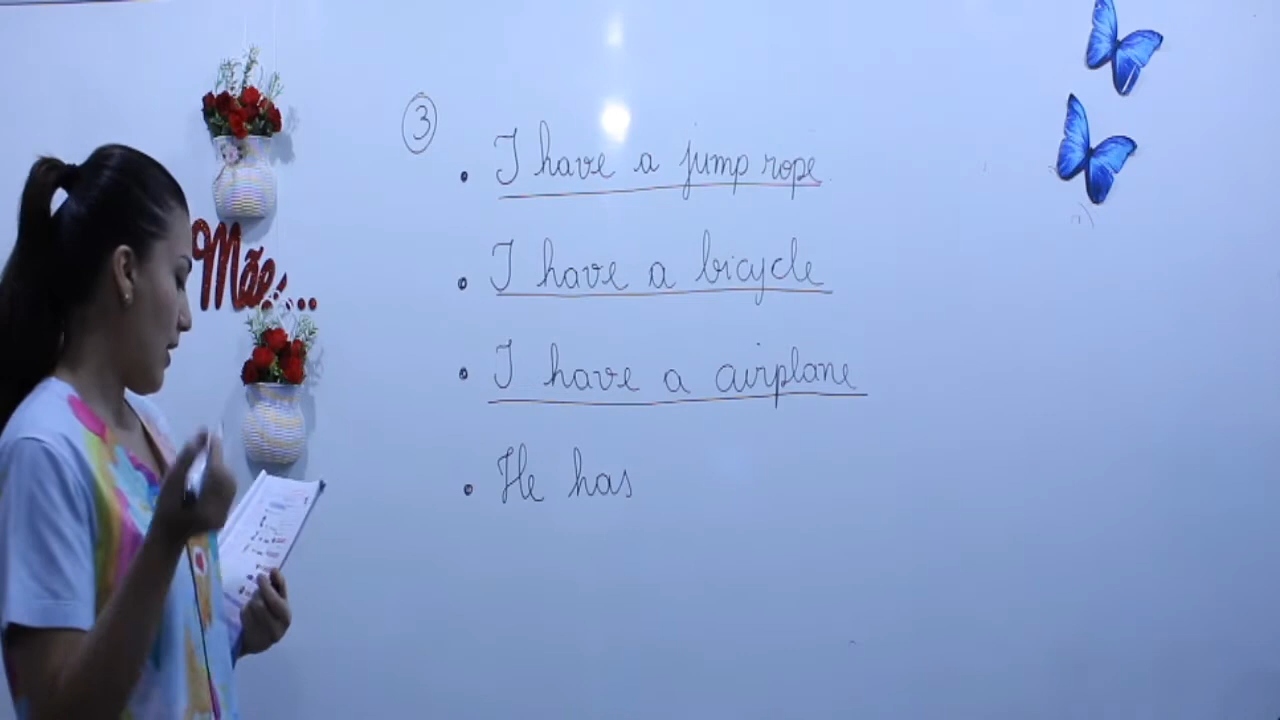 Mãe...
③
• I have a jump rope
• I have a bicycle
• I have a airplane
• He has